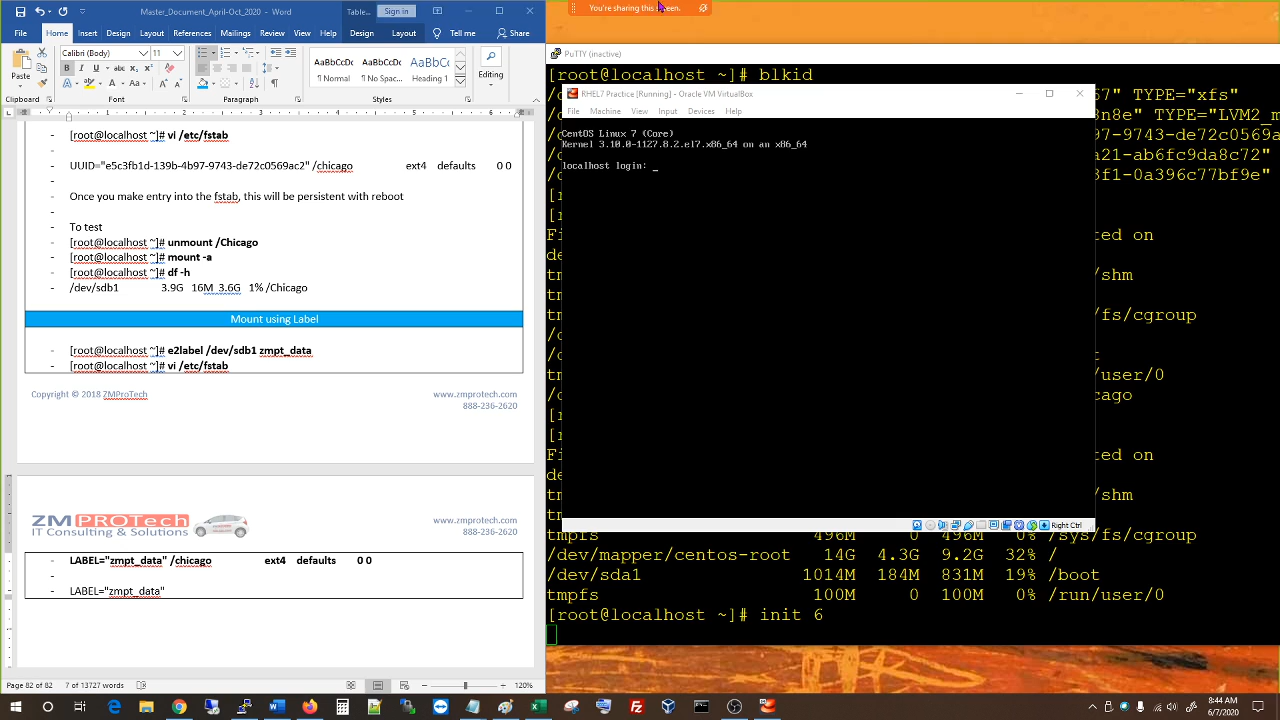 Master_Document_April-Oct_2020 - Word
Sign in
File
Home
Insert
Design
Layout
References
Mailings
Review
View
Help
Design
Layout
Tell me
Share
Paste
Calibri (Body)
11
AaBbCcDc
AaBbCcDc
AaBbCc
¶ Normal
¶ No Spac...
Heading 1
Editing
Clipboard
Font
Paragraph
Styles
- [root@localhost ~]# vi /etc/fstab
- UUID="e5c3fb1d-139b-4b97-9743-de72c0569ac2" /chicago ext4 defaults 0 0
- Once you make entry into the fstab, this will be persistent with reboot
- To test
- [root@localhost ~]# unmount /Chicago
- [root@localhost ~]# mount -a
- [root@localhost ~]# df -h
- /dev/sdb1 3.9G 16M 3.6G 1% /Chicago
Mount using Label
- [root@localhost ~]# e2label /dev/sdb1 zmpt_data
- [root@localhost ~]# vi /etc/fstab
Copyright © 2018 ZMProTech
www.zmprotech.com
888-236-2620
ZMPROTech
IT Consulting & Solutions
www.zmprotech.com
888-236-2620
- LABEL="zmpt_data" /chicago ext4 defaults 0 0
-
- LABEL="zmpt_data"
Page 82 of 82
7 of 13727 words
120%
You're sharing this screen.
PuTTY (inactive)
[root@localhost ~]# blkid
RHEL7 Practice [Running] - Oracle VM VirtualBox
File Machine View Input Devices Help
CentOS Linux 7 (Core)
Kernel 3.10.0-1127.8.2.el7.x86_64 on an x86_64
localhost login: _
Right Ctrl
67" TYPE="xfs"
3n8e" TYPE="LVM2_m
97-9743-de72c0569a
a21-ab6fc9da8c72"
3f1-0a396c77bf9e"
ted on
/shm
/fs/cgroup
t
/user/0
cago
ted on
/shm
tmpfs 496M 0 496M 0% /sys/fs/cgroup
/dev/mapper/centos-root 14G 4.3G 9.2G 32% /
/dev/sda1 1014M 184M 831M 19% /boot
tmpfs 100M 0 100M 0% /run/user/0
[root@localhost ~]# init 6
8:44 AM
6/7/2020